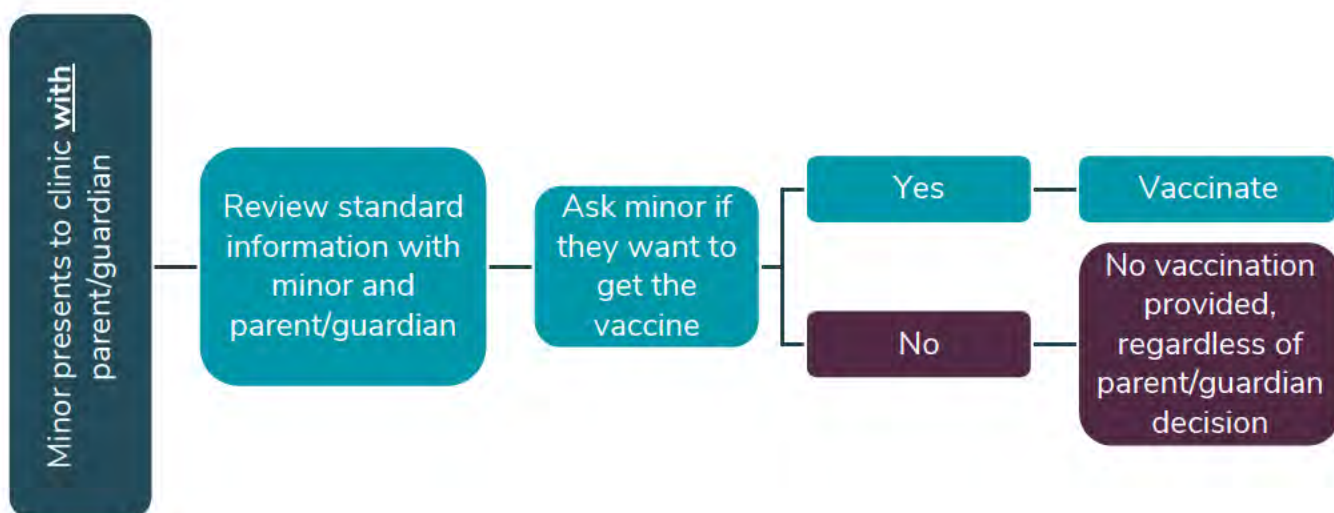 Minor presents to clinic with
parent/guardian
Review standard
information with
minor and
parent/guardian
Ask minor if
they want to
get the
vaccine
Yes
Vaccinate
No
No vaccination
provided,
regardless of
parent/guardian
decision